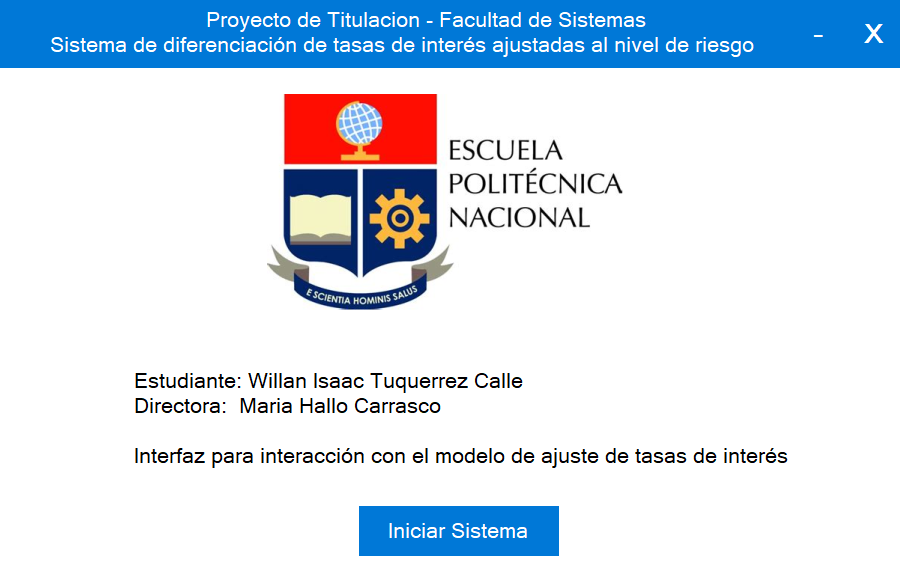 Proyecto de Titulacion - Facultad de Sistemas
Sistema de diferenciación de tasas de interés ajustadas al nivel de riesgo
- X
ESCUELA
POLITÉCNICA
NACIONAL
E SCIENTIA HOMINIS SALUS
Estudiante: Willan Isaac Tuquerrez Calle
Directora: Maria Hallo Carrasco
Interfaz para interacción con el modelo de ajuste de tasas de interés
Iniciar Sistema